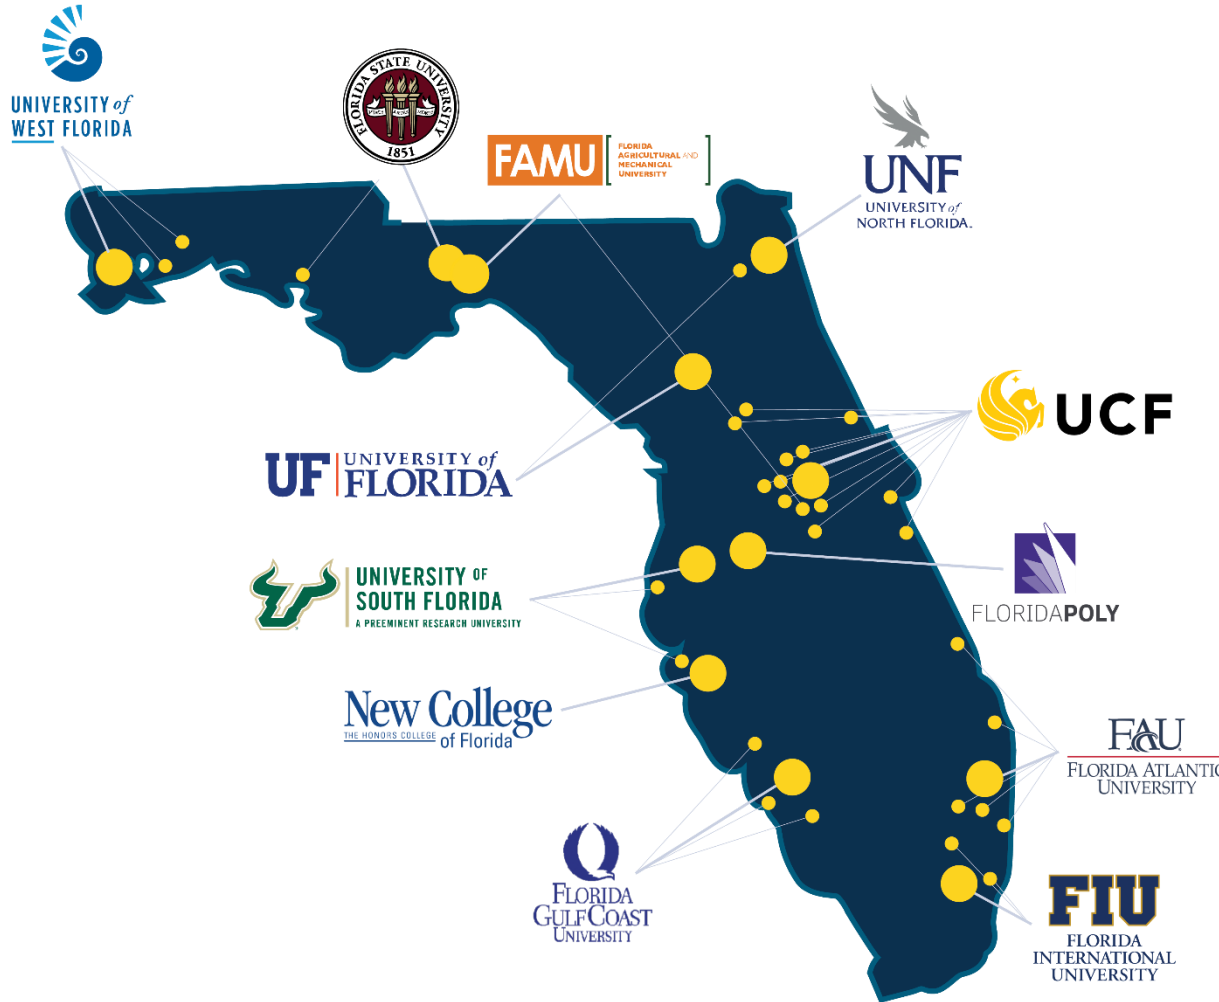 UNIVERSITY of
WEST FLORIDA
FLORIDA STATE UNIVERSITY
1851
FAMU
FLORIDA
AGRICULTURAL AND
MECHANICAL
UNIVERSITY
UNF
UNIVERSITY of
NORTH FLORIDA.
UCF
UF
UNIVERSITY of
FLORIDA
UNIVERSITY OF
SOUTH FLORIDA
A PREEMINENT RESEARCH UNIVERSITY
FLORIDAPOLY
New College
THE HONORS COLLEGE of Florida
FAU
FLORIDA ATLANTIC
UNIVERSITY
FLORIDA
GULF COAST
UNIVERSITY
FIU
FLORIDA
INTERNATIONAL
UNIVERSITY